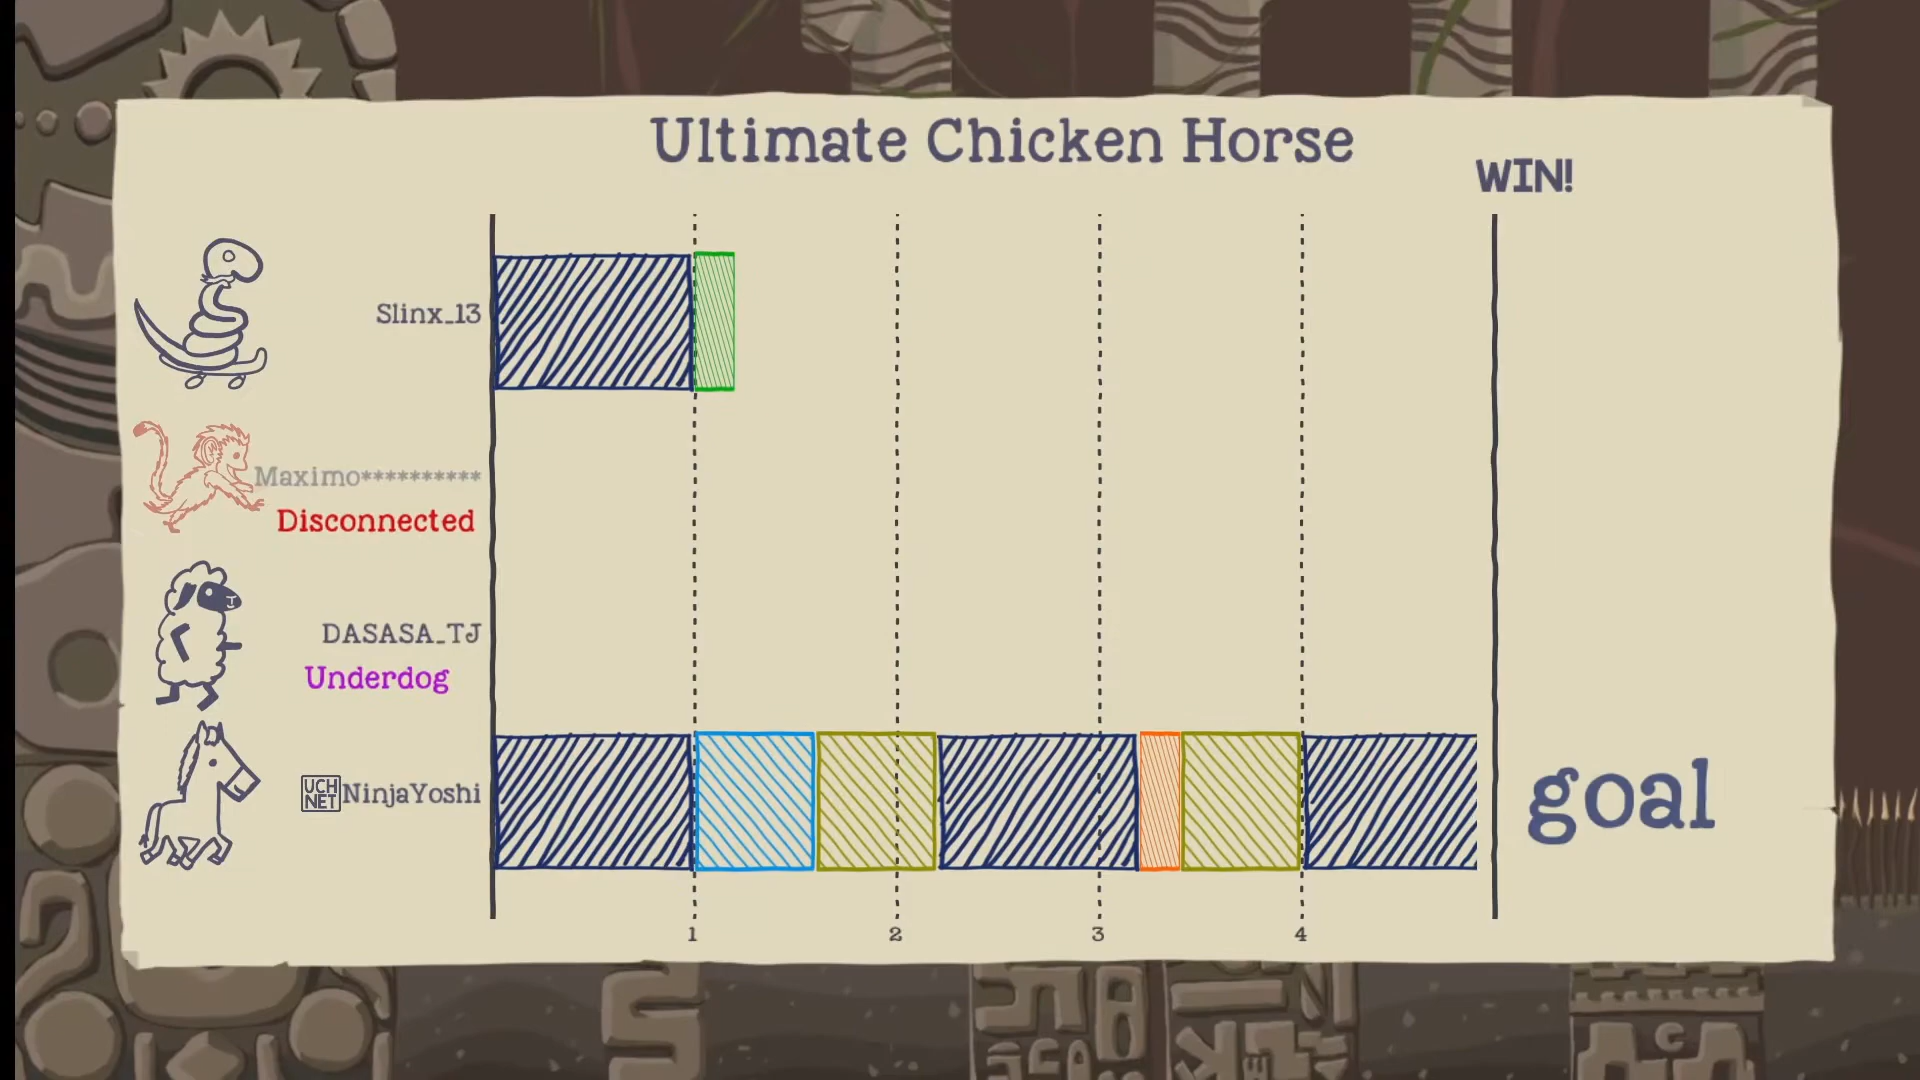 Ultimate Chicken Horse
WIN!
Slinx_13
Maximo**********
Disconnected
DASASA_TJ
Underdog
UCH NET NinjaYoshi
goal
1 2 3 4